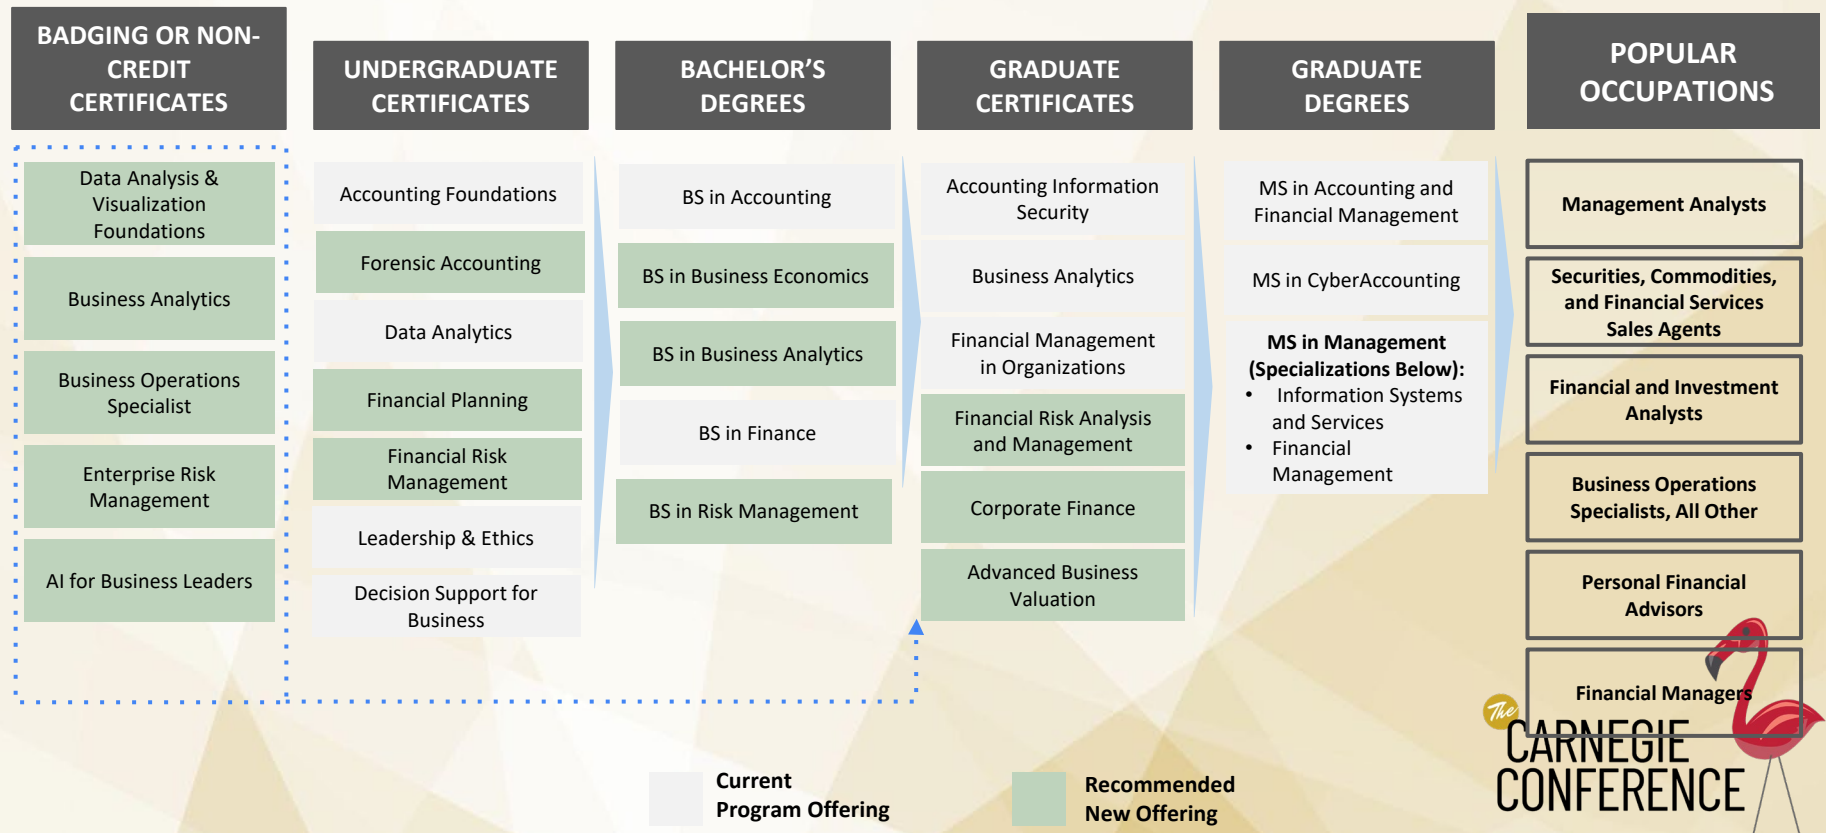 BADGING OR NON-
CREDIT
CERTIFICATES
UNDERGRADUATE
CERTIFICATES
BACHELOR'S
DEGREES
GRADUATE
CERTIFICATES
GRADUATE
DEGREES
POPULAR
OCCUPATIONS
Data Analysis &
Visualization
Foundations
Business Analytics
Business Operations
Specialist
Enterprise Risk
Management
AI for Business Leaders
Accounting Foundations
Forensic Accounting
Data Analytics
Financial Planning
Financial Risk
Management
Leadership & Ethics
Decision Support for
Business
BS in Accounting
BS in Business Economics
BS in Business Analytics
BS in Finance
BS in Risk Management
Accounting Information
Security
Business Analytics
Financial Management
in Organizations
Financial Risk Analysis
and Management
Corporate Finance
Advanced Business
Valuation
MS in Accounting and
Financial Management
MS in CyberAccounting
MS in Management
(Specializations Below):
• Information Systems
and Services
• Financial
Management
Management Analysts
Securities, Commodities,
and Financial Services
Sales Agents
Financial and Investment
Analysts
Business Operations
Specialists, All Other
Personal Financial
Advisors
Financial Managers
The
CARNEGIE
CONFERENCE
Current
Program Offering
Recommended
New Offering